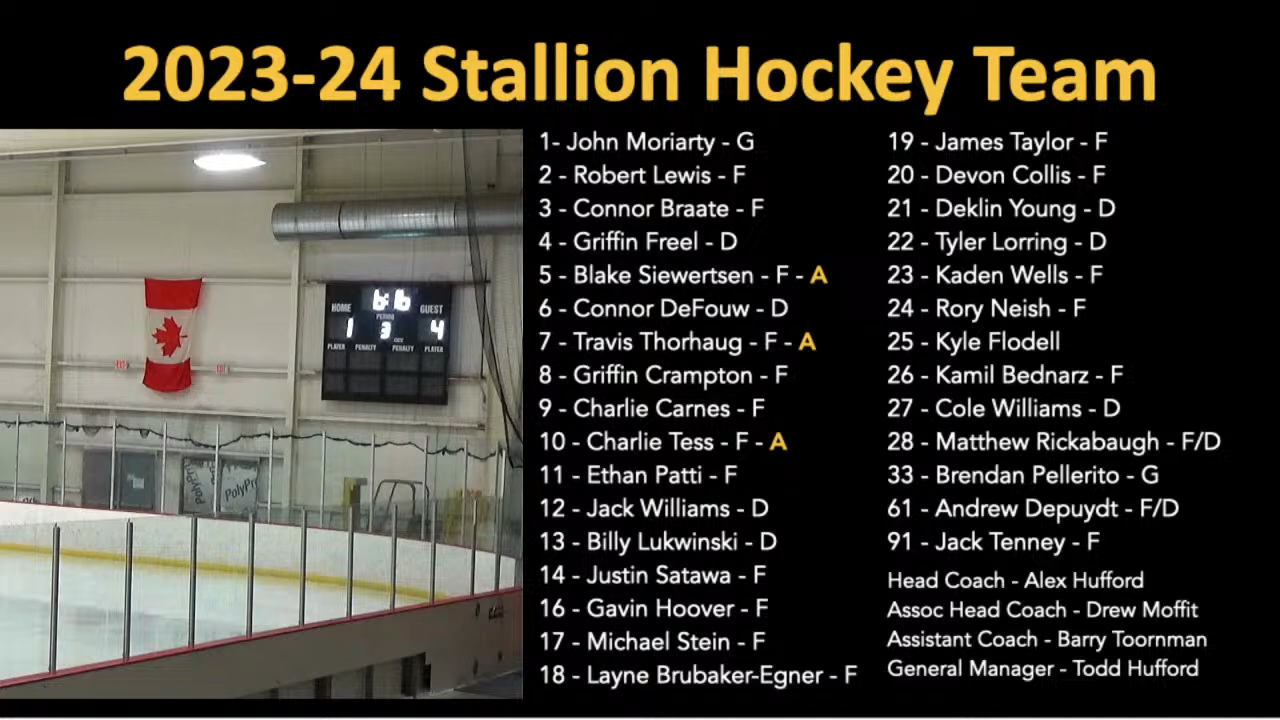 2023-24 Stallion Hockey Team
1- John Moriarty - G
2 - Robert Lewis - F
3 - Connor Braate - F
4 - Griffin Freel - D
5 - Blake Siewertsen - F - A
6 - Connor DeFouw - D
7 - Travis Thorhaug - F - A
8 - Griffin Crampton - F
9 - Charlie Carnes - F
10 - Charlie Tess - F - A
11 - Ethan Patti - F
12 - Jack Williams - D
13 - Billy Lukwinski - D
14 - Justin Satawa - F
16 - Gavin Hoover - F
17 - Michael Stein - F
18 - Layne Brubaker-Egner - F
19 - James Taylor - F
20 - Devon Collis - F
21 - Deklin Young - D
22 - Tyler Lorring - D
23 - Kaden Wells - F
24 - Rory Neish - F
25 - Kyle Flodell
26 - Kamil Bednarz - F
27 - Cole Williams - D
28 - Matthew Rickabaugh - F/D
33 - Brendan Pellerito - G
61 - Andrew Depuydt - F/D
91 - Jack Tenney - F
Head Coach - Alex Hufford
Assoc Head Coach - Drew Moffit
Assistant Coach - Barry Toornman
General Manager - Todd Hufford
HOME 6:16 GUEST
PERIOD
1 3 4
PLAYER PENALTY PENALTY PLAYER